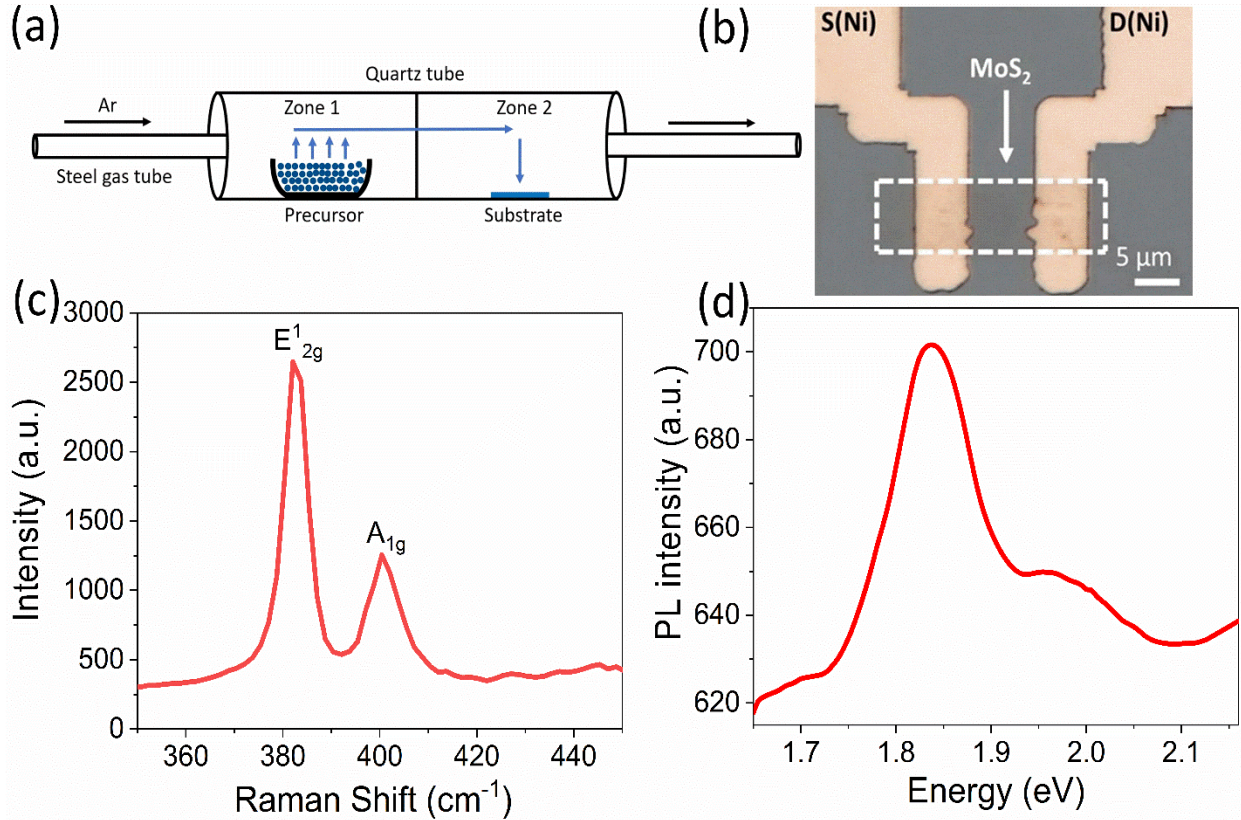 (a)
Quartz tube
Ar
Zone 1
Zone 2
Steel gas tube
Precursor
Substrate
(b)
S(Ni)
D(Ni)
MoS₂
5 μm
(c)
3000
2500
2000
1500
1000
500
0
Intensity (a.u.)
E¹₂g
A₁g
360
380
400
420
440
Raman Shift (cm⁻¹)
(d)
700
680
660
640
620
PL intensity (a.u.)
1.7
1.8
1.9
2.0
2.1
Energy (eV)